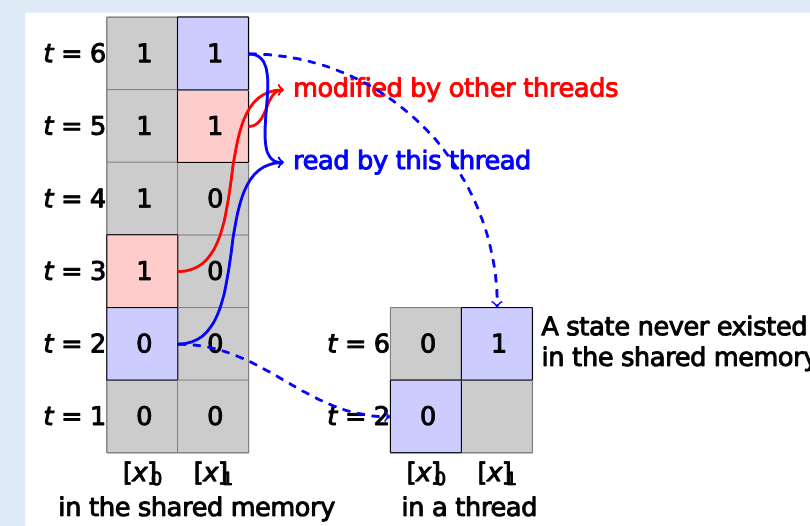 t = 6 1 1
modified by other threads
t = 5 1 1
read by this thread
t = 4 1 0
t = 3 1 0
A state never existed
t = 2 0 0
t = 6 0 1
in the shared memory
t = 1 0 0
t = 2 0
[x]0 [x]1
[x]0 [x]1
in the shared memory
in a thread